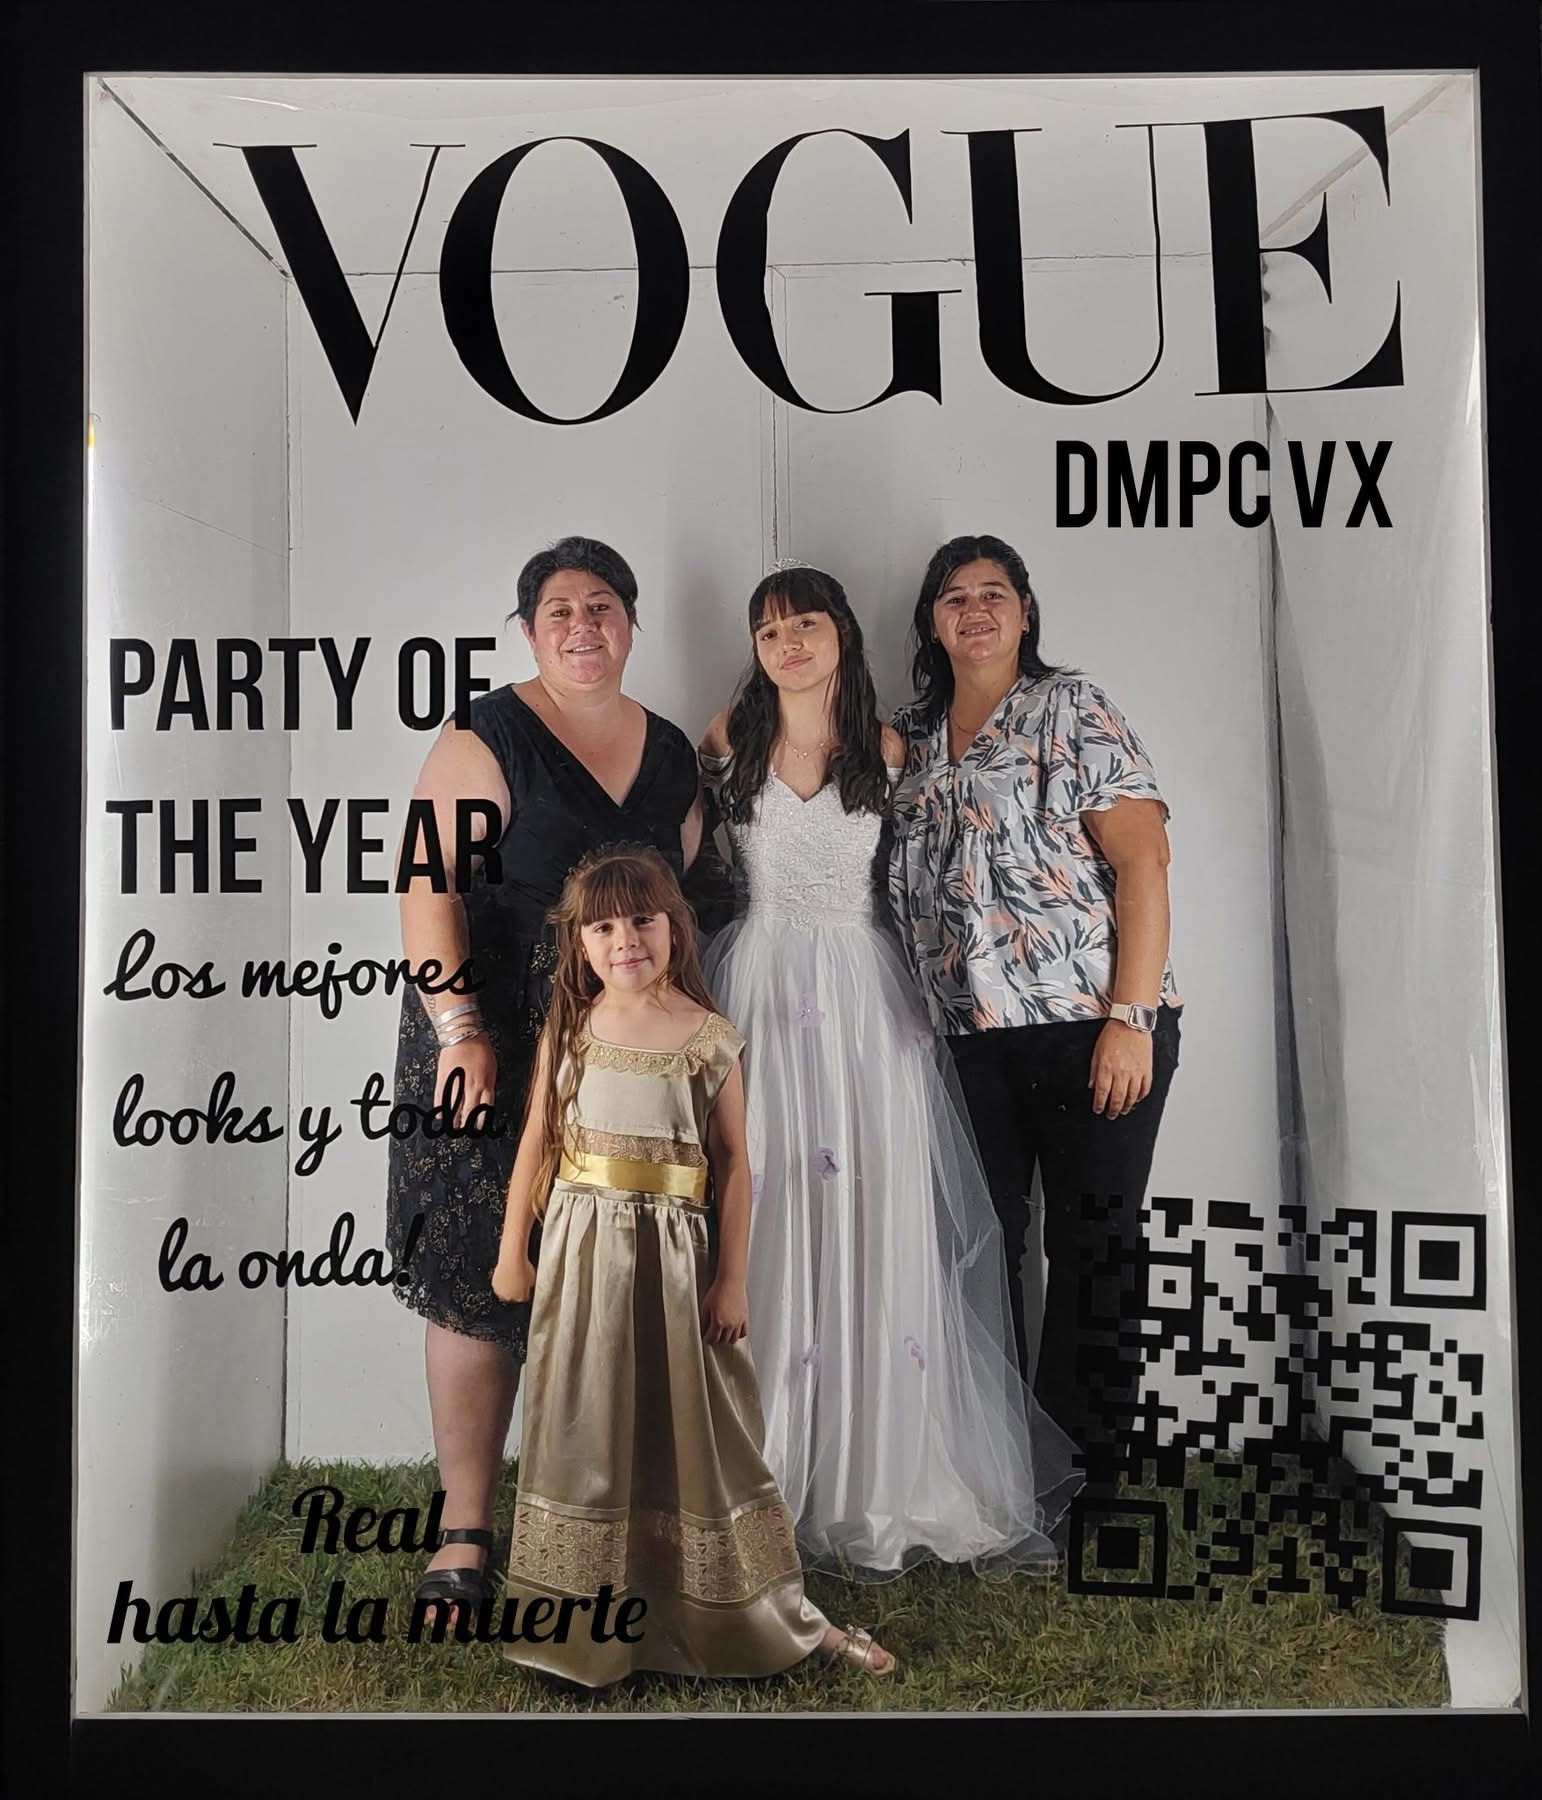 VOGUE
DMPC VX
PARTY OF
THE YEAR
Los mejores
looks y toda
la onda!
Real
hasta la muerte